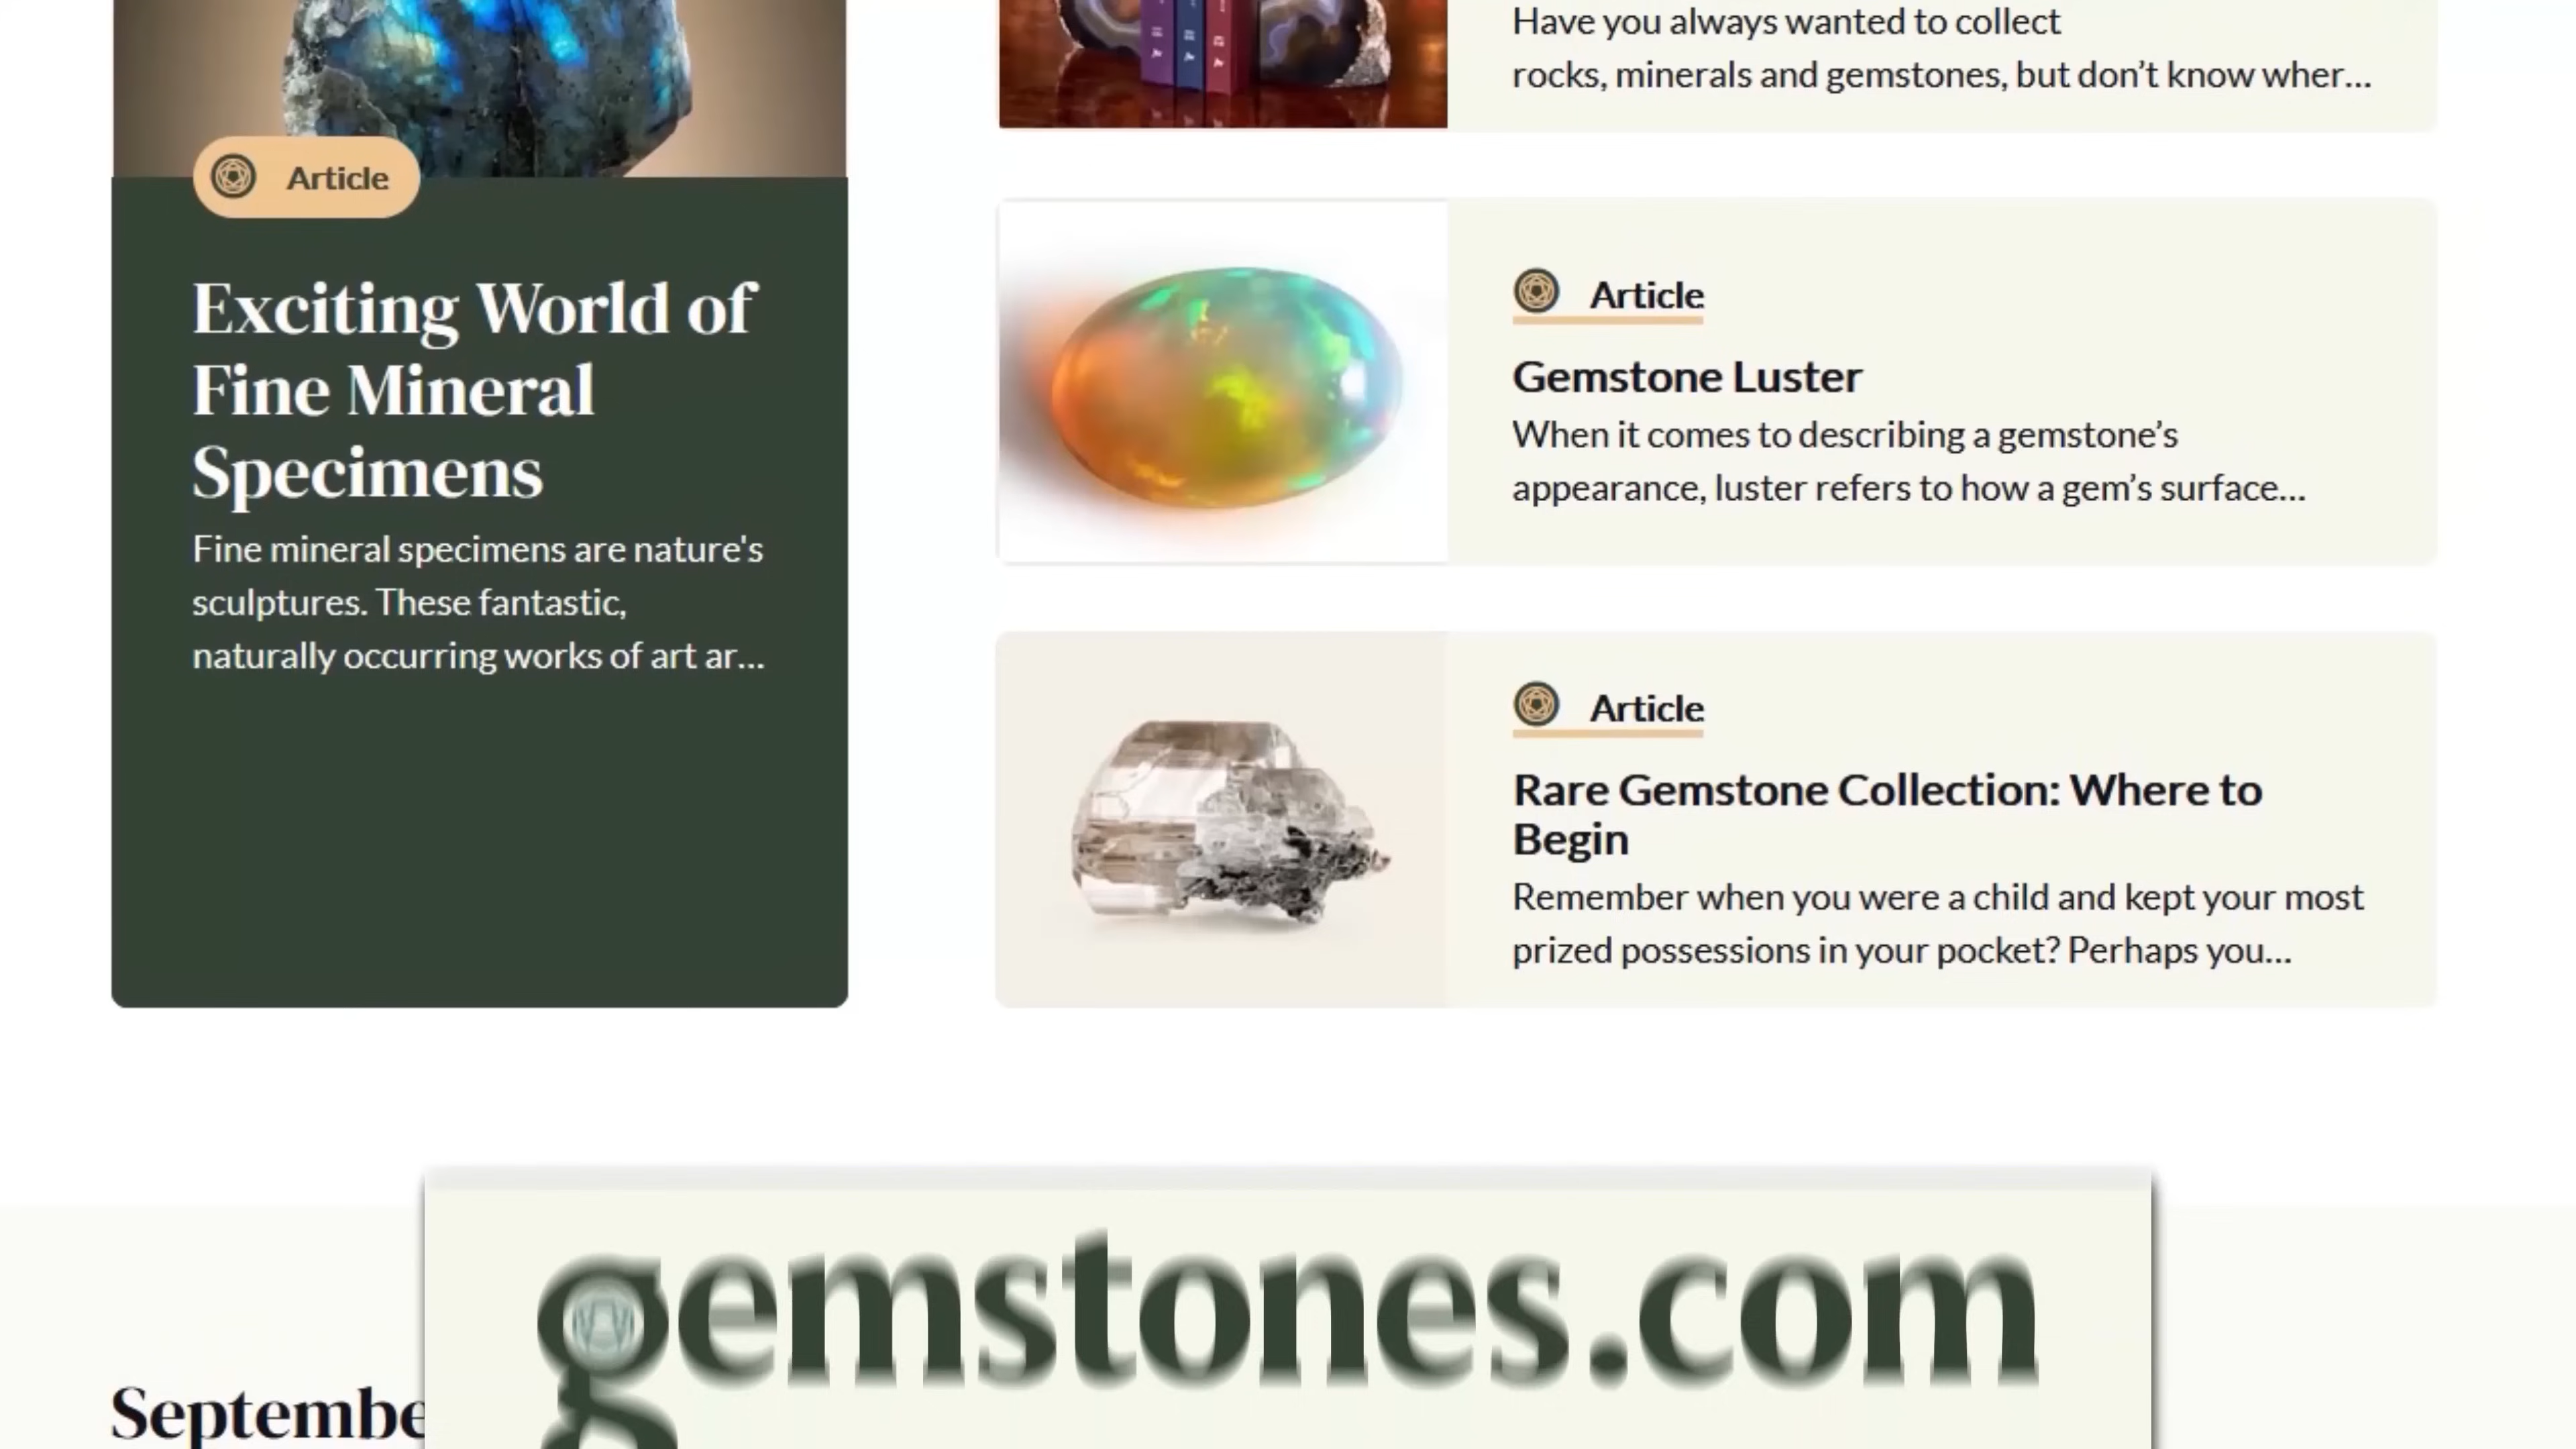 Article
Exciting World of
Fine Mineral
Specimens
Fine mineral specimens are nature's
sculptures. These fantastic,
naturally occurring works of art ar...
Have you always wanted to collect
rocks, minerals and gemstones, but don’t know wher...
Article
Gemstone Luster
When it comes to describing a gemstone’s
appearance, luster refers to how a gem’s surface...
Article
Rare Gemstone Collection: Where to
Begin
Remember when you were a child and kept your most
prized possessions in your pocket? Perhaps you...
gemstones.com
Septembe